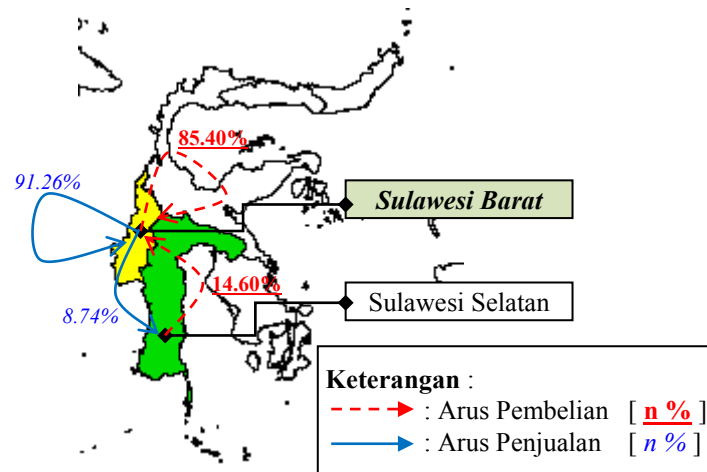 85.40%
91.26%
Sulawesi Barat
14.60%
8.74%
Sulawesi Selatan
Keterangan :
: Arus Pembelian [ n % ]
: Arus Penjualan [ n % ]